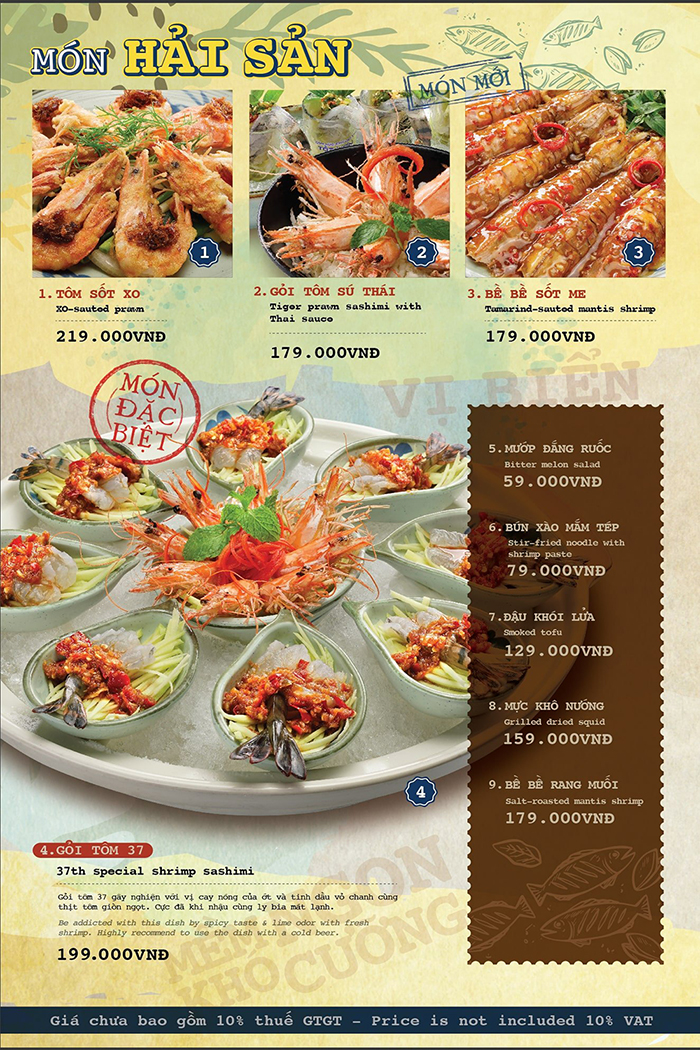 MÓN HẢI SẢN
MÓN MỚI
1
2
3
1. TÔM SỐT XO
XO-sauted prawn
219.000VNĐ
2. GỎI TÔM SÚ THÁI
Tiger prawn sashimi with
Thai sauce
179.000VNĐ
3. BỀ BỀ SỐT ME
Tamarind-sauted mantis shrimp
179.000VNĐ
MÓN
ĐẶC
BIỆT
VỊ BIỂN
5. MƯỚP ĐẮNG RUỐC
Bitter melon salad
59.000VNĐ
6. BÚN XÀO MẮM TÉP
Stir-fried noodle with
shrimp paste
79.000VNĐ
7. ĐẬU KHÓI LỬA
Smoked tofu
129.000VNĐ
8. MỰC KHÔ NƯỚNG
Grilled dried squid
159.000VNĐ
9. BỀ BỀ RANG MUỐI
Salt-roasted mantis shrimp
179.000VNĐ
4
4. GỎI TÔM 37
37th special shrimp sashimi
Gỏi tôm 37 gây nghiện với vị cay nóng của ớt và tinh dầu vỏ chanh cùng
thịt tôm giòn ngọt. Cực đã khi nhậu cùng ly bia mát lạnh.
Be addicted with this dish by spicy taste & lime odor with fresh
shrimp. Highly recommend to use the dish with a cold beer.
199.000VNĐ
KHÓ CƯỜNG
Giá chưa bao gồm 10% thuế GTGT - Price is not included 10% VAT